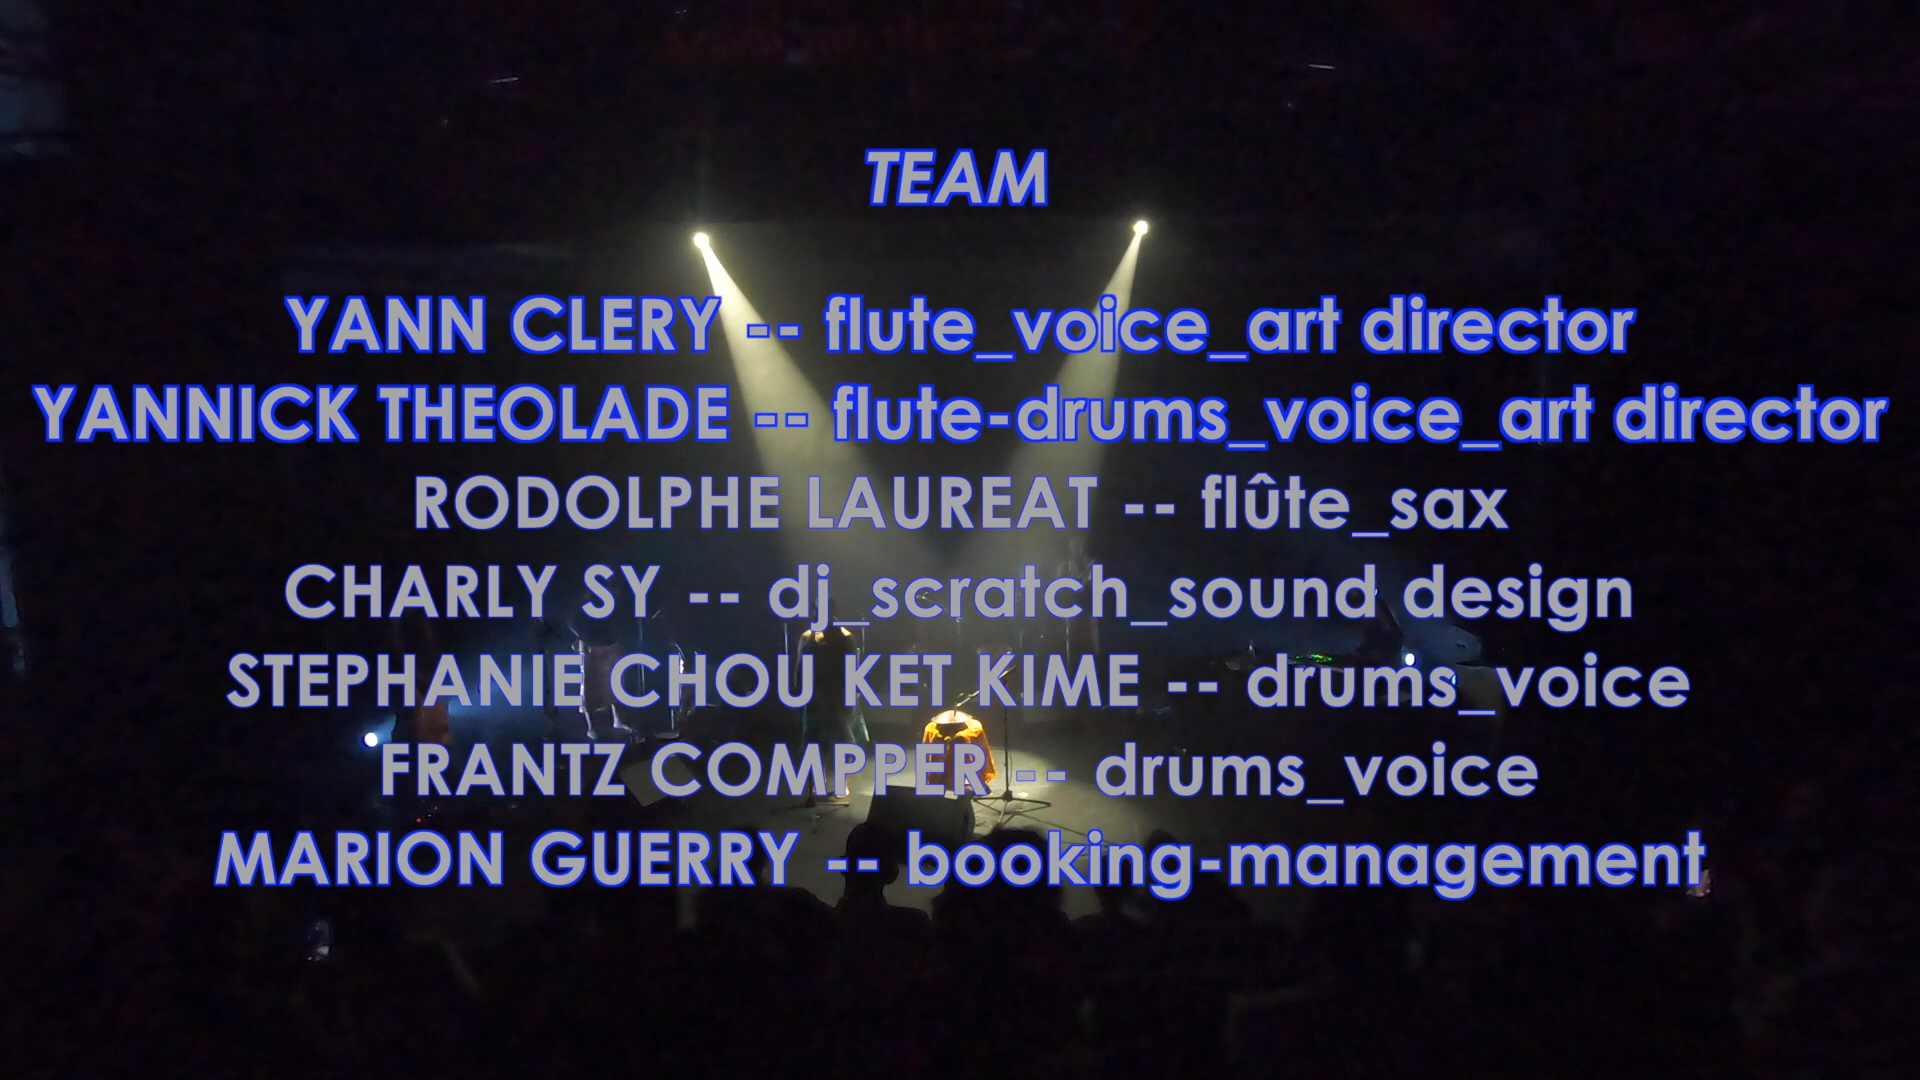 TEAM
YANN CLERY -- flute_voice_art director
YANNICK THEOLADE -- flute-drums_voice_art director
RODOLPHE LAUREAT -- flûte_sax
CHARLY SY -- dj_scratch_sound design
STEPHANIE CHOU KET KIME -- drums_voice
FRANTZ COMPPER -- drums_voice
MARION GUERRY -- booking-management